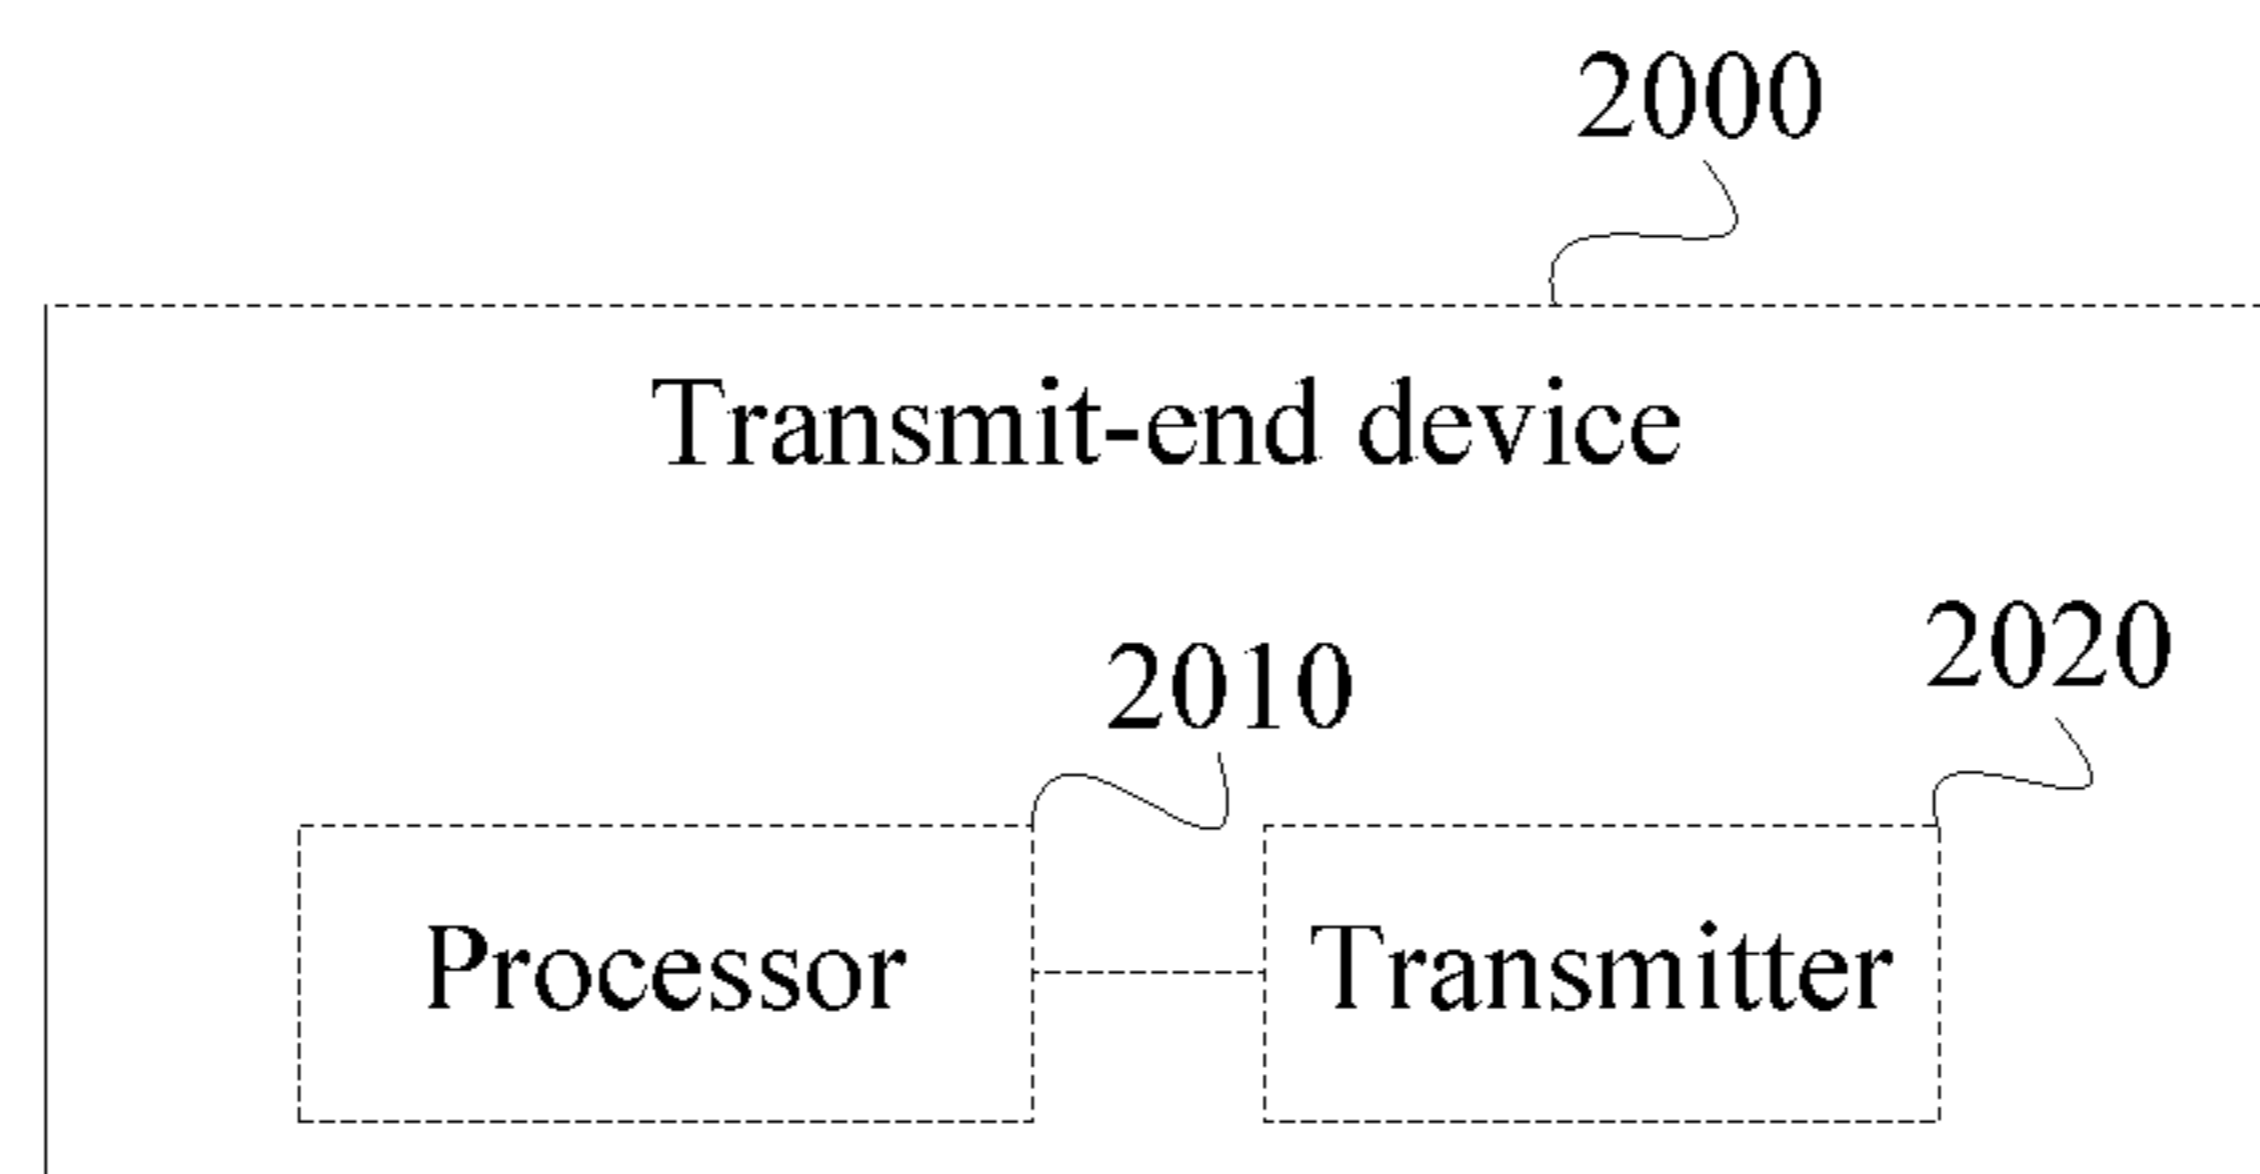 2000
Transmit-end device
2010
2020
Processor
Transmitter